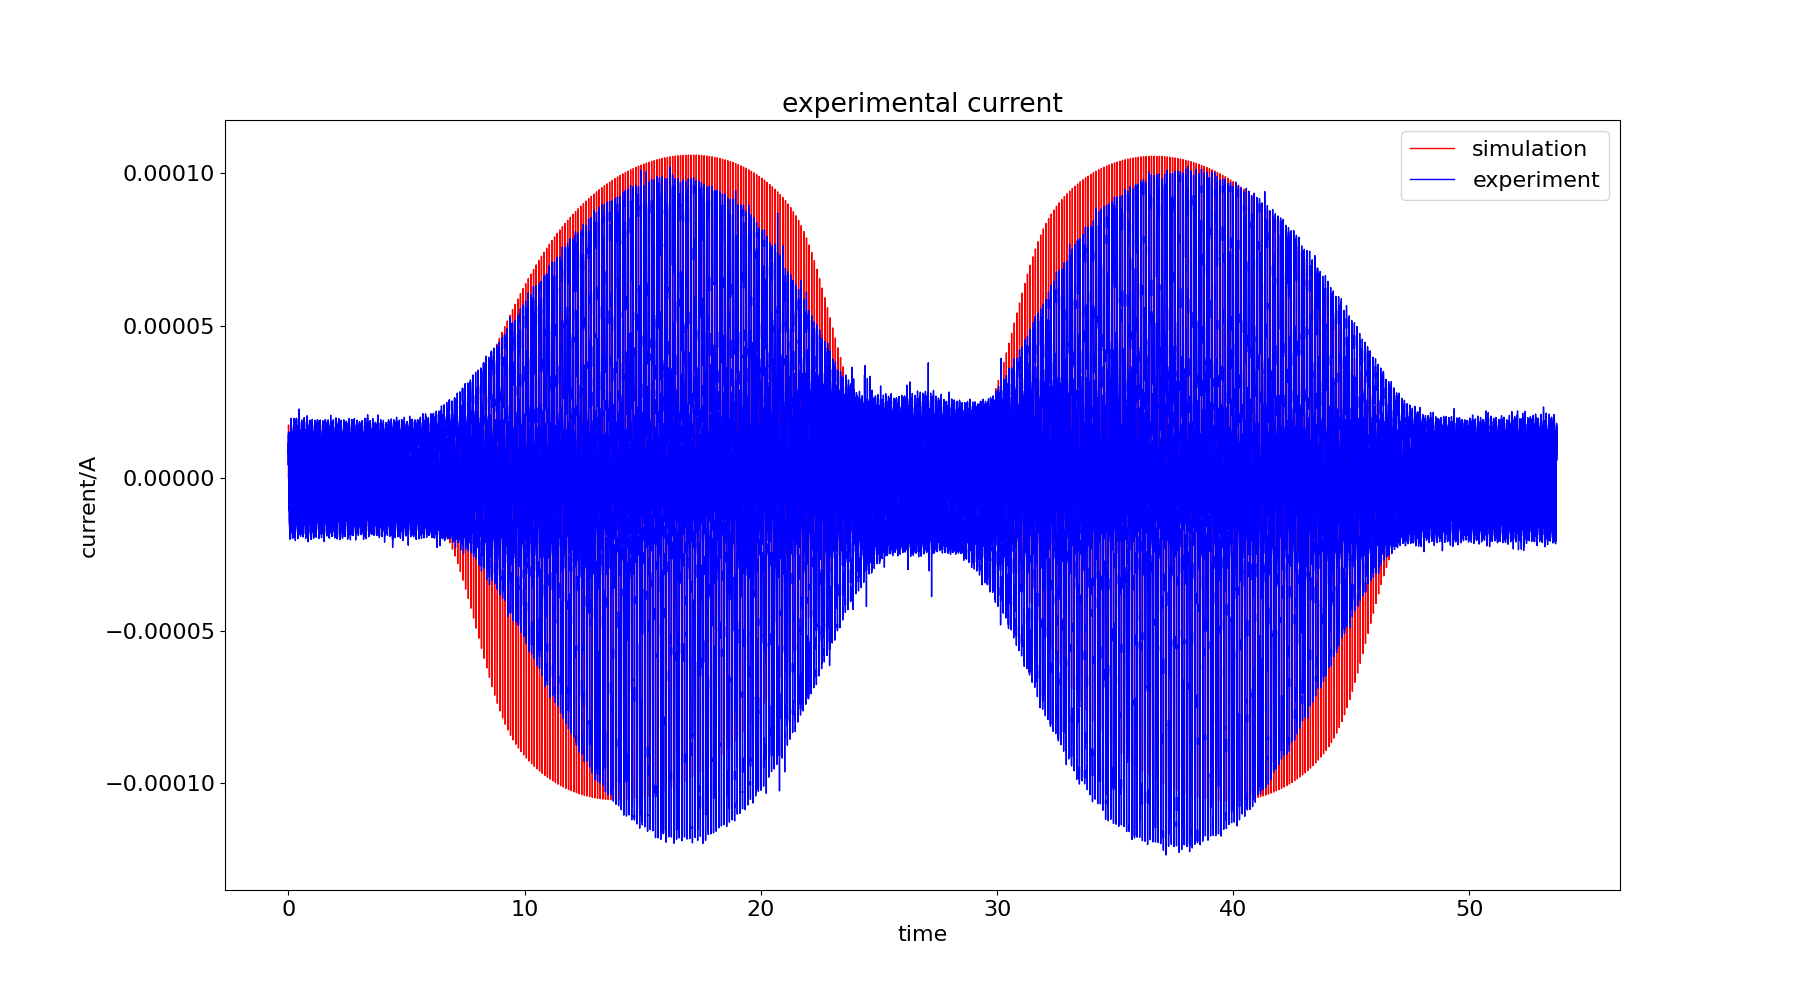 experimental current
simulation
experiment
0.00010
0.00005
0.00000
−0.00005
−0.00010
current/A
0 10 20 30 40 50
time